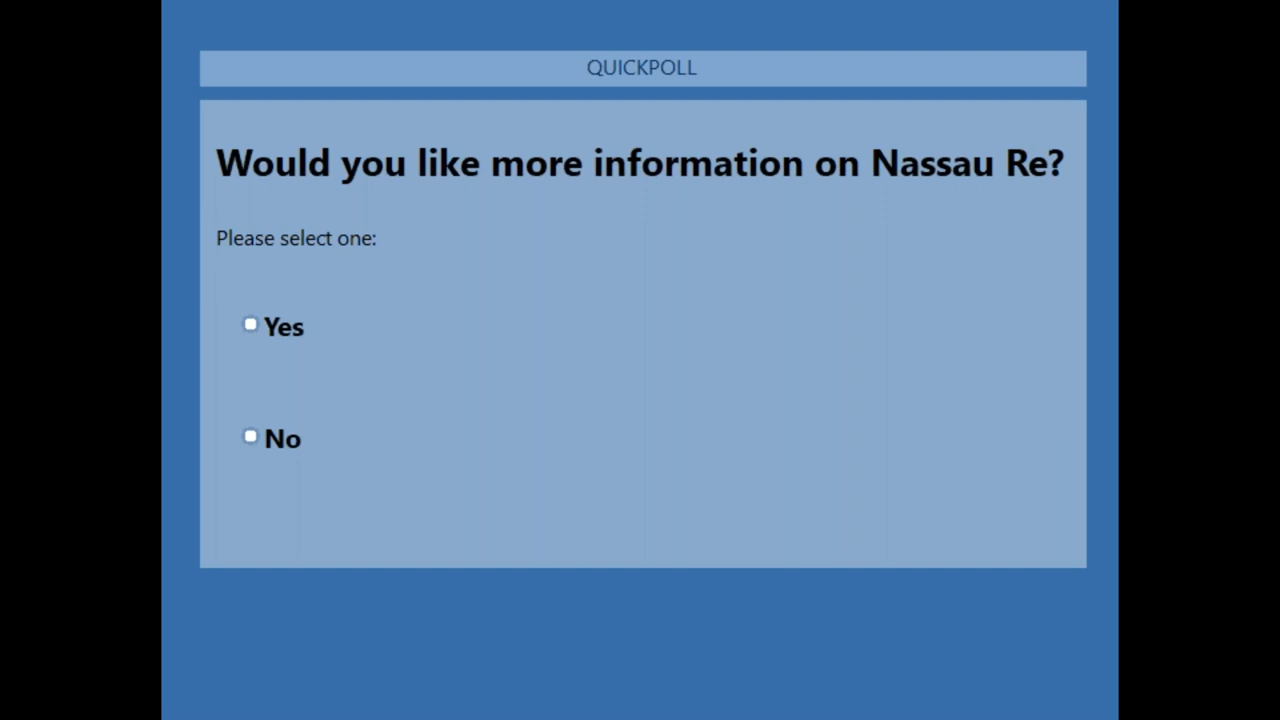 QUICKPOLL
Would you like more information on Nassau Re?
Please select one:
Yes
No